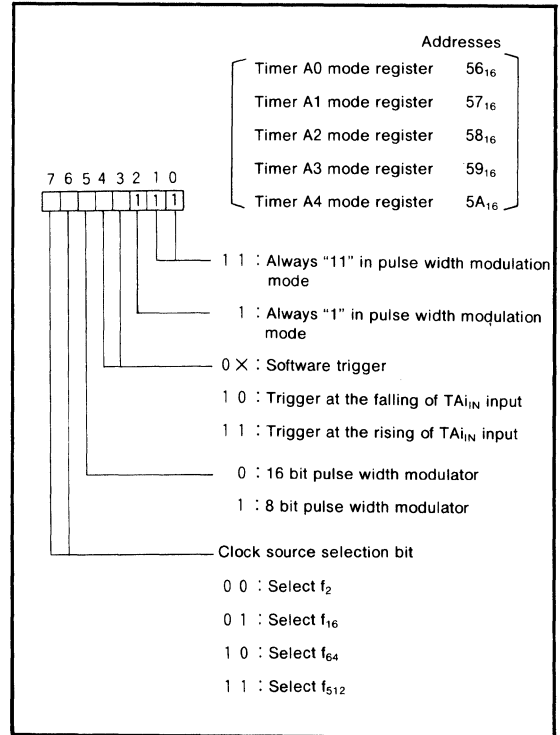 Addresses
Timer A0 mode register 56₁₆
Timer A1 mode register 57₁₆
Timer A2 mode register 58₁₆
Timer A3 mode register 59₁₆
Timer A4 mode register 5A₁₆
7 6 5 4 3 2 1 0
1 1 1
1 1 : Always "11" in pulse width modulation
mode
1 : Always "1" in pulse width modulation
mode
0 X : Software trigger
1 0 : Trigger at the falling of TAiIN input
1 1 : Trigger at the rising of TAiIN input
0 : 16 bit pulse width modulator
1 : 8 bit pulse width modulator
Clock source selection bit
0 0 : Select f₂
0 1 : Select f₁₆
1 0 : Select f₆₄
1 1 : Select f₅₁₂